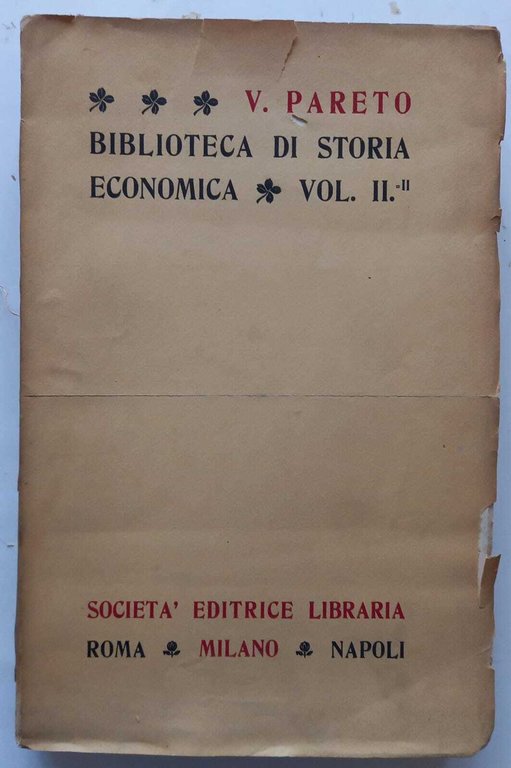 V. PARETO
BIBLIOTECA DI STORIA
ECONOMICA VOL. II.-II
SOCIETA' EDITRICE LIBRARIA
ROMA MILANO NAPOLI